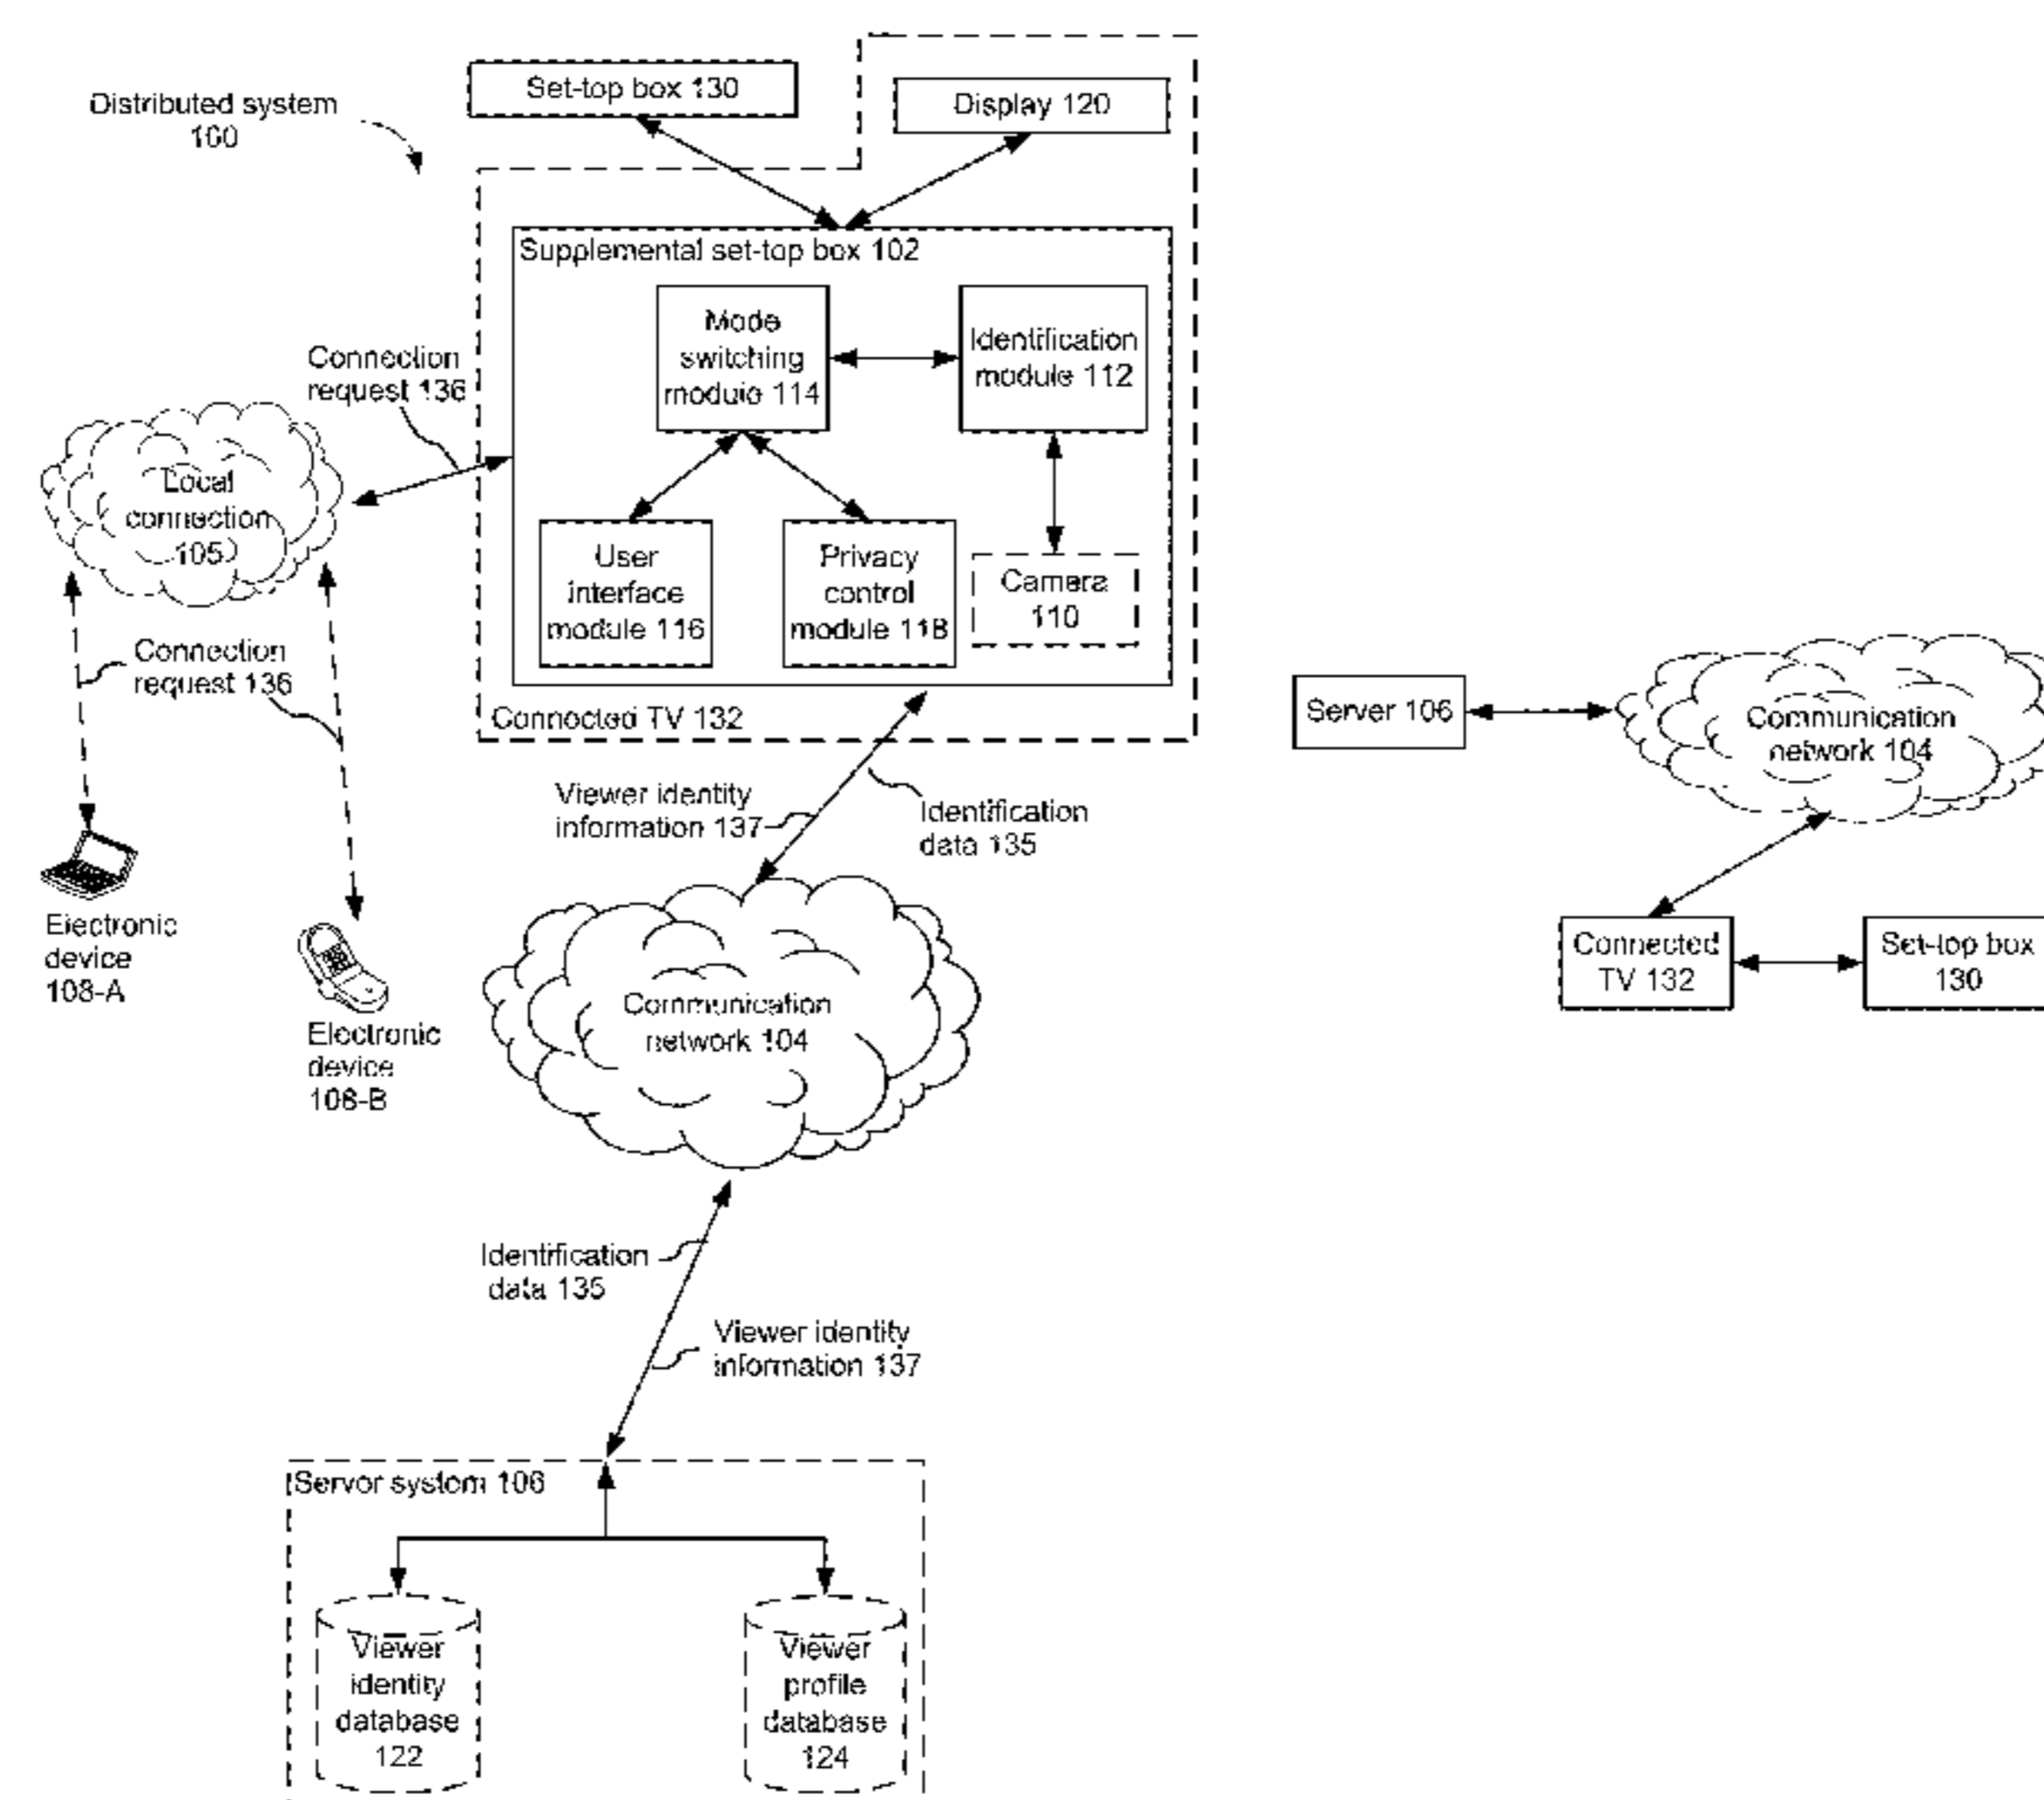 Set-top box 130
Display 120
Distributed system
100
Supplemental set-top box 102
Mode
switching
module 114
Identification
module 112
Connection
request 136
Local
connection
105
User
interface
module 116
Privacy
control
module 118
Camera
110
Connection
request 136
Connected TV 132
Server 106
Communication
network 104
Viewer identity
information 137
Identification
data 135
Electronic
device
108-A
Electronic
device
108-B
Communication
network 104
Connected
TV 132
Set-top box
130
Identification
data 135
Viewer identity
information 137
Server system 106
Viewer
identity
database
122
Viewer
profile
database
124